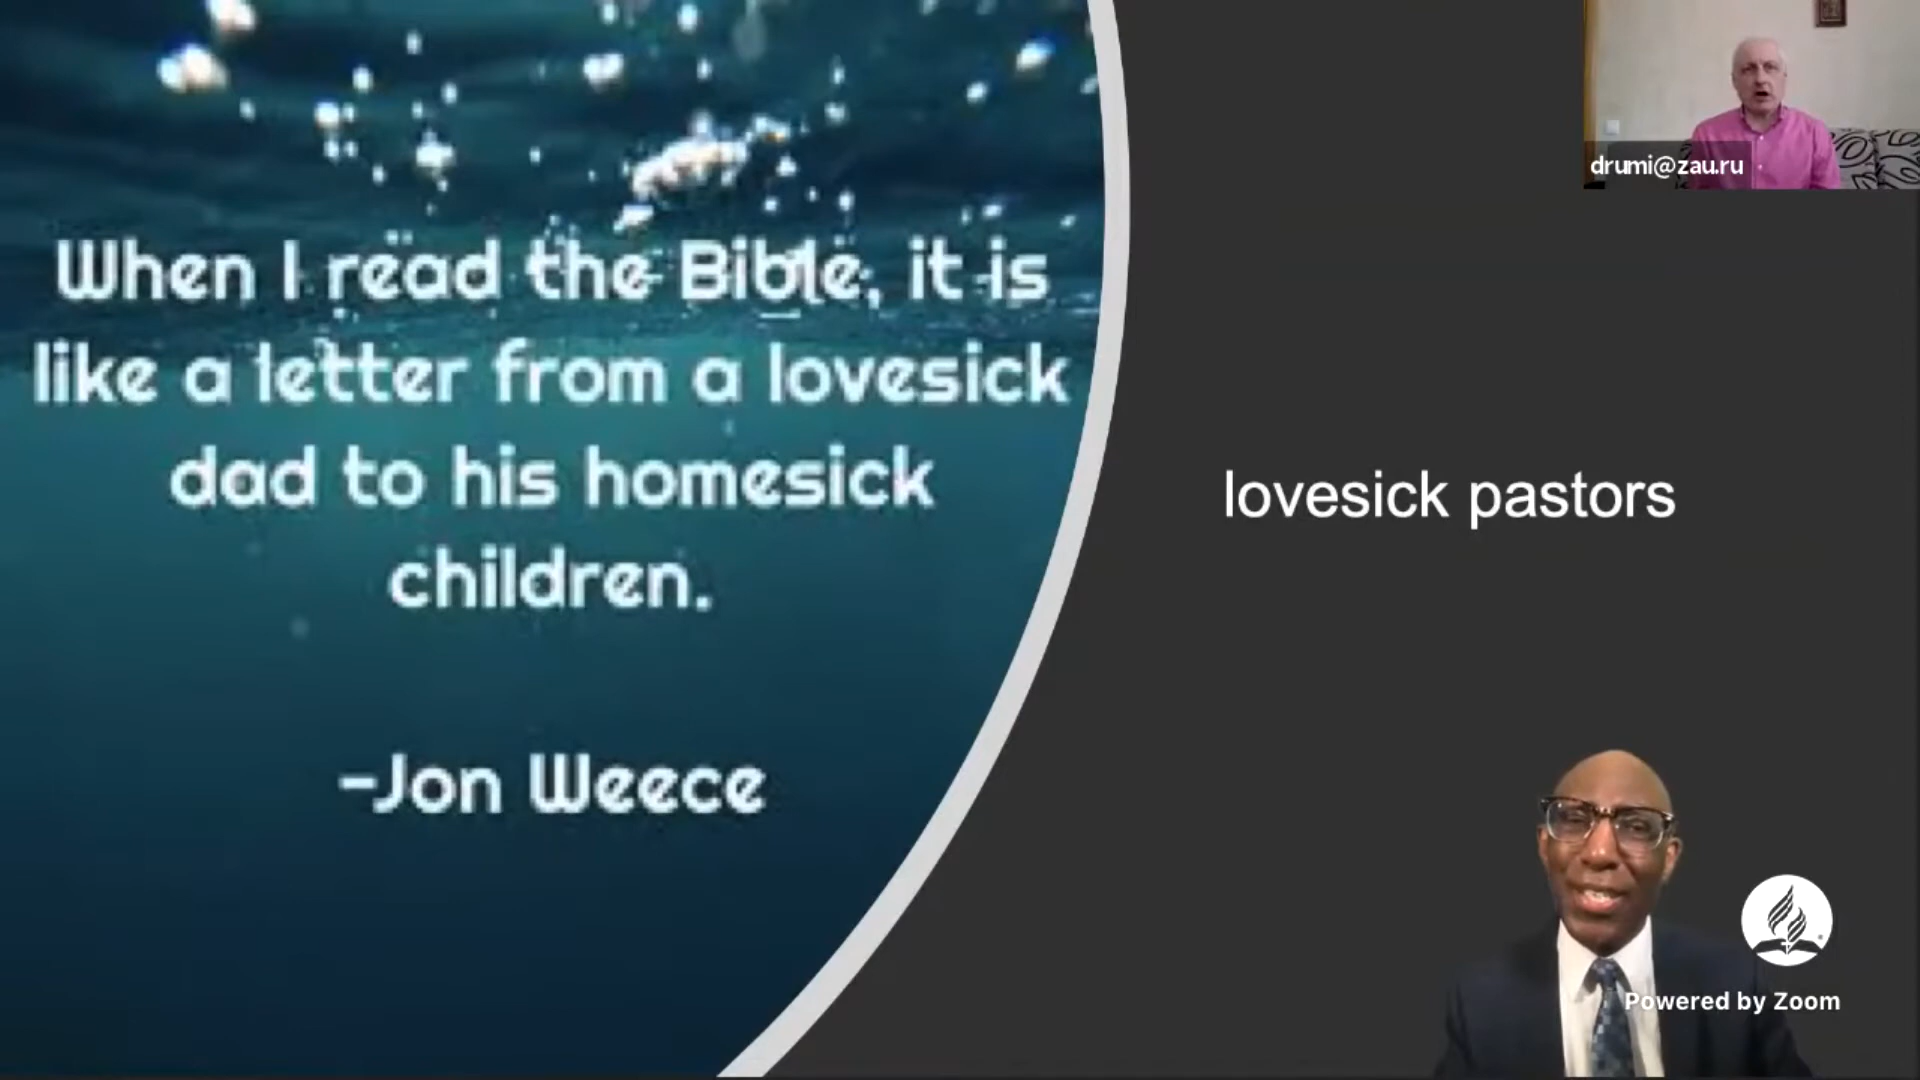 When I read the Bible, it is
like a letter from a lovesick
dad to his homesick
children.
-Jon Weece
lovesick pastors
drumi@zau.ru
Powered by Zoom